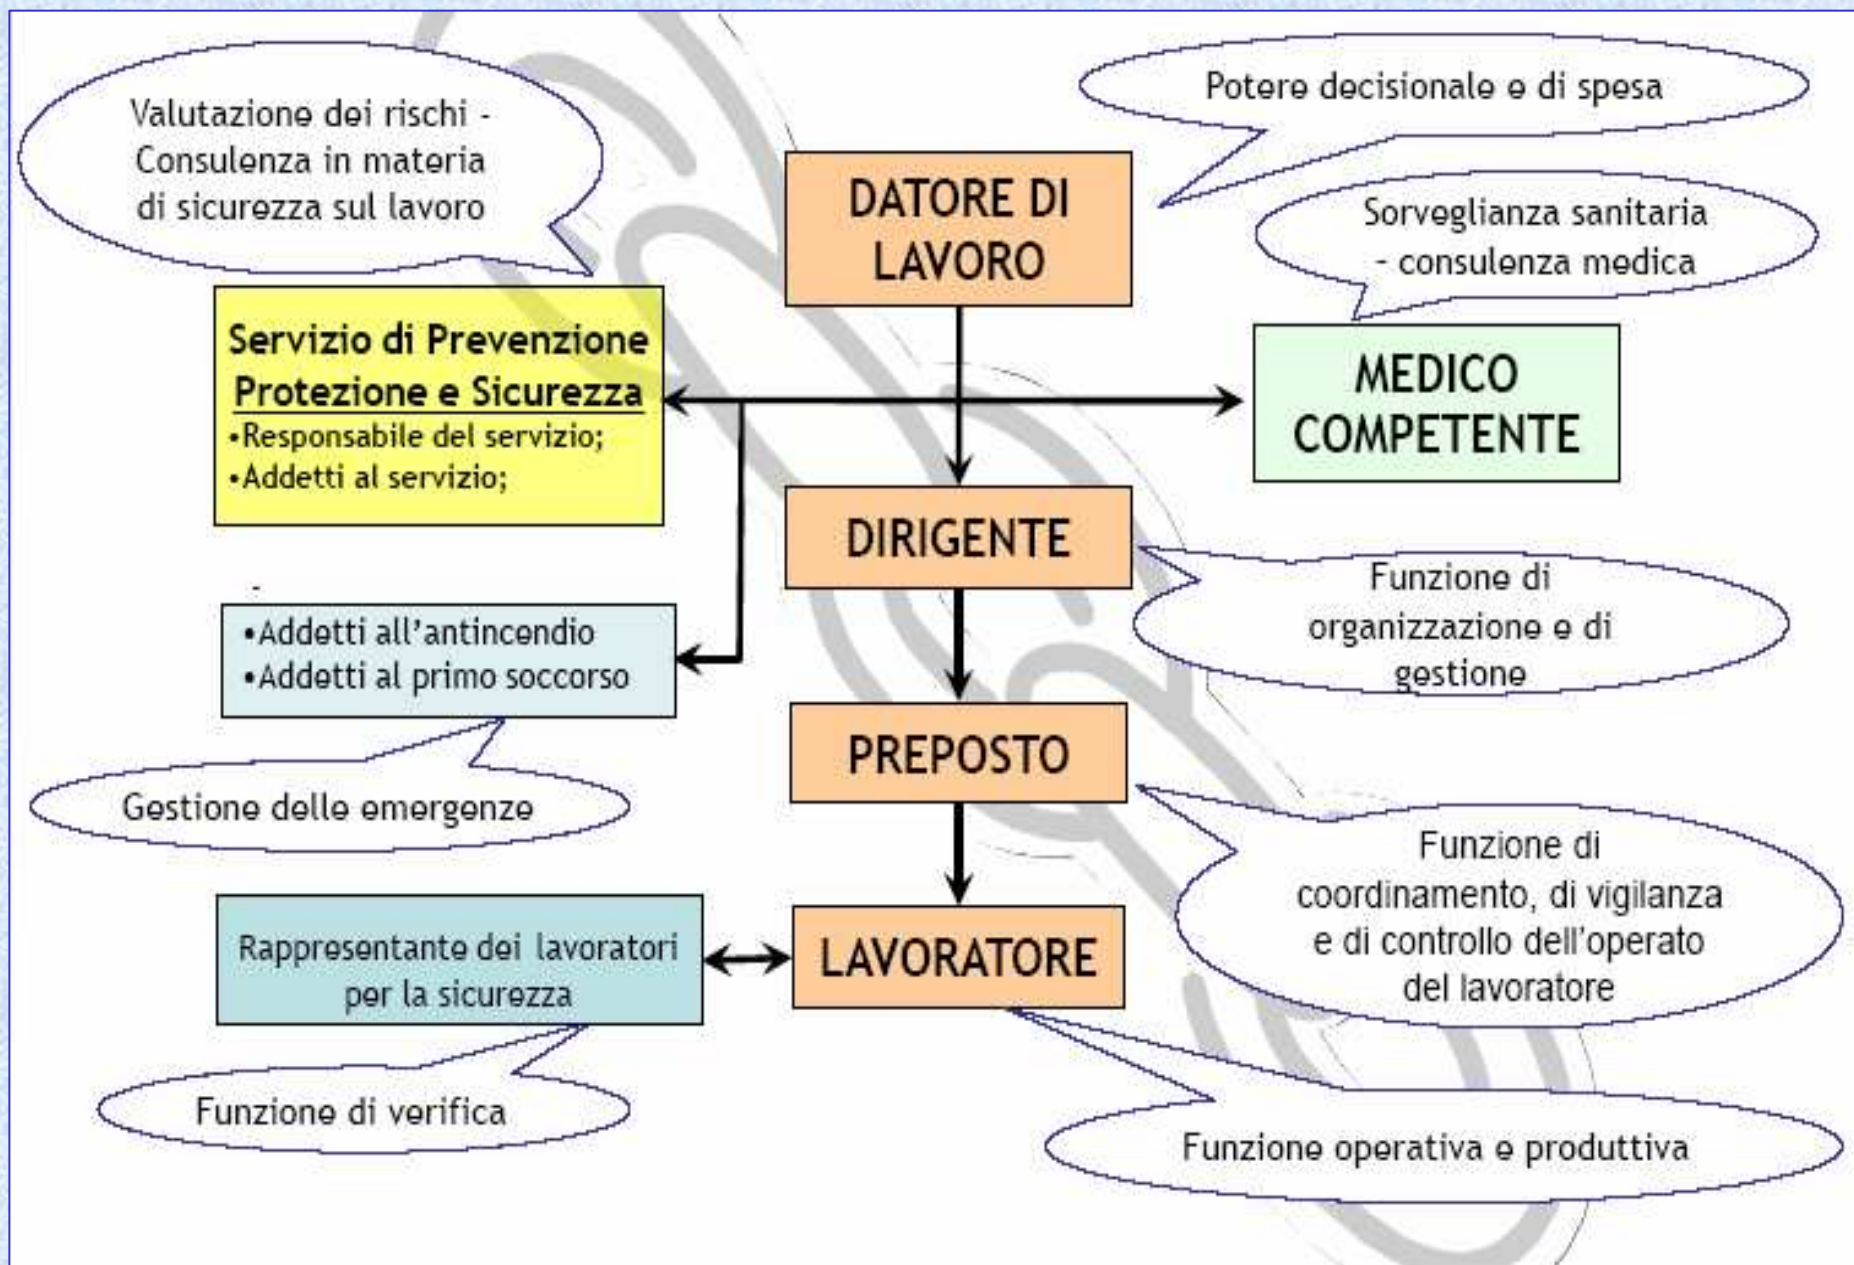 Valutazione dei rischi -
Consulenza in materia
di sicurezza sul lavoro
Potere decisionale e di spesa
DATORE DI
LAVORO
Sorveglianza sanitaria
- consulenza medica
Servizio di Prevenzione
Protezione e Sicurezza
•Responsabile del servizio;
•Addetti al servizio;
MEDICO
COMPETENTE
DIRIGENTE
Funzione di
organizzazione e di
gestione
-
•Addetti all'antincendio
•Addetti al primo soccorso
PREPOSTO
Gestione delle emergenze
Funzione di
coordinamento, di vigilanza
e di controllo dell'operato
del lavoratore
Rappresentante dei lavoratori
per la sicurezza
LAVORATORE
Funzione di verifica
Funzione operativa e produttiva